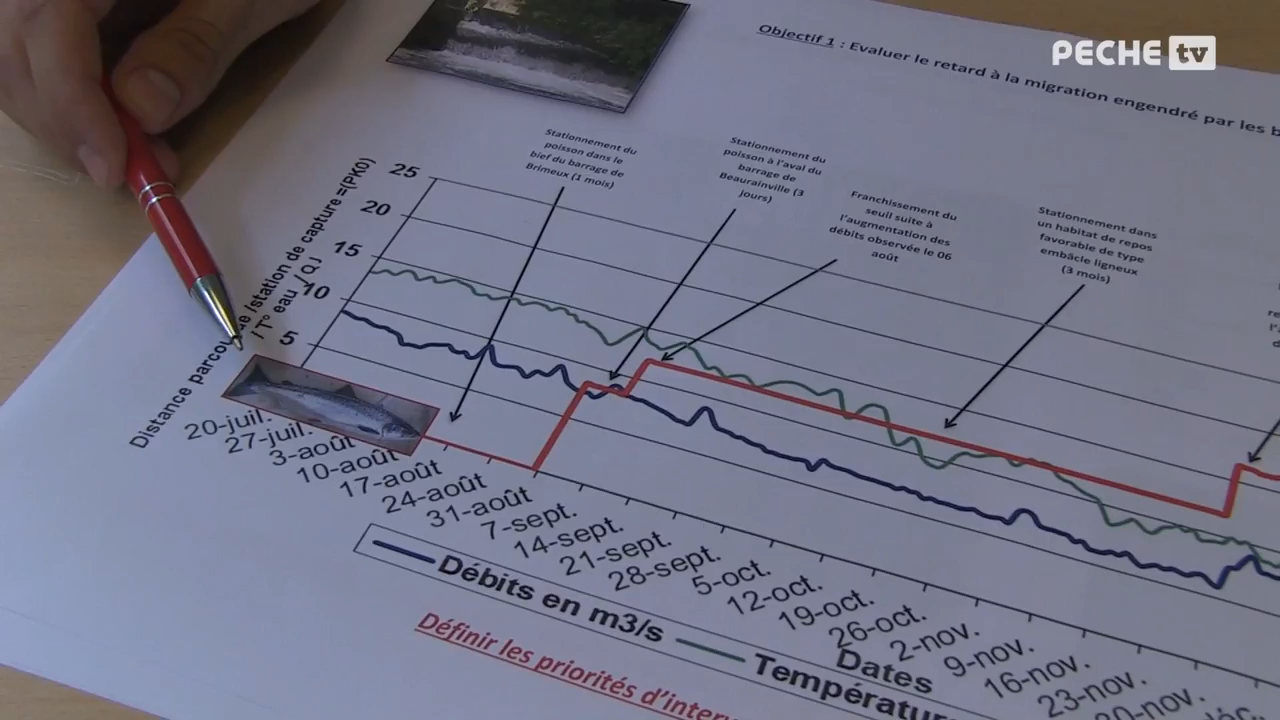 PECHE tv
Objectif 1 : Evaluer le retard à la migration engendré par les
Stationnement du
poisson dans le
bief du barrage de
Brimeux (1 mois)
Stationnement du
poisson à l'aval du
barrage de
Beaurainville (3
jours)
Franchissement du
seuil suite à
l'augmentation des
débits observée le 06
août
Stationnement dans
un habitat de repos
favorable de type
embâcle ligneux
(3 mois)
Distance /station de capture =(PK0)
/ T° eau / QJ
25
20
15
10
5
20-juil.
27-juil.
3-août
10-août
17-août
24-août
31-août
7-sept.
14-sept.
21-sept.
28-sept.
5-oct.
12-oct.
19-oct.
26-oct.
2-nov.
9-nov.
16-nov.
23-nov.
Dates
Débits en m3/s
Définir les priorités